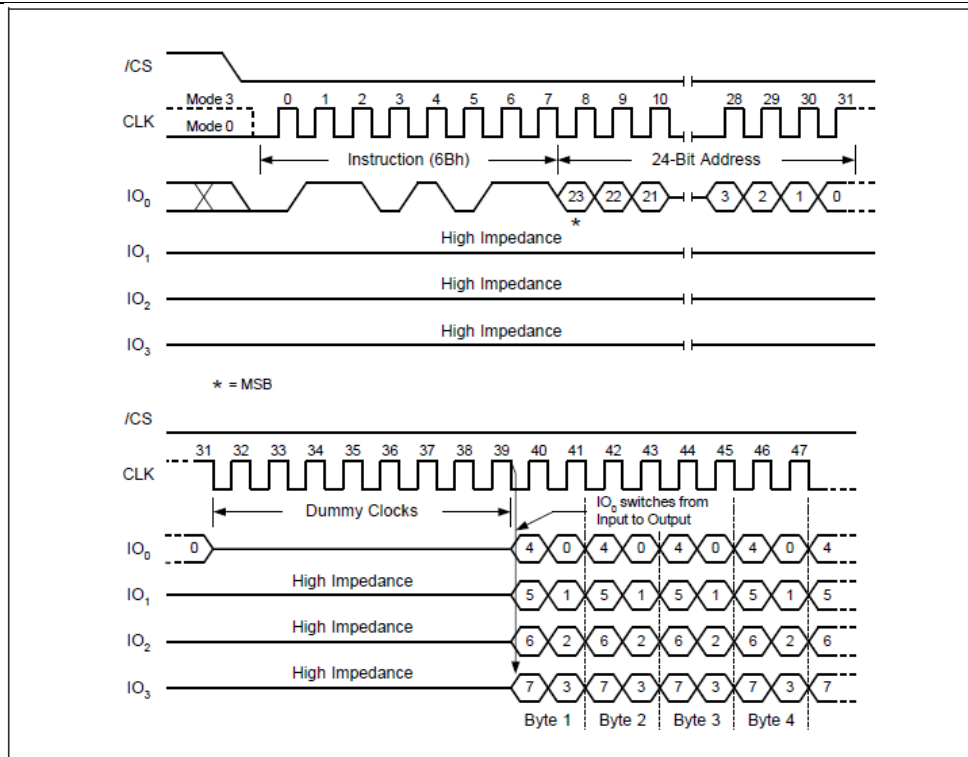 /CS
Mode 3 0 1 2 3 4 5 6 7 8 9 10 28 29 30 31
CLK
Mode 0
Instruction (6Bh) 24-Bit Address
IO0 23 22 21 3 2 1 0
*
High Impedance
IO1
High Impedance
IO2
High Impedance
IO3
* = MSB
/CS
31 32 33 34 35 36 37 38 39 40 41 42 43 44 45 46 47
CLK
Dummy Clocks
IO0 switches from
Input to Output
IO0 0 4 0 4 0 4 0 4 0 4
High Impedance
IO1 5 1 5 1 5 1 5 1 5
High Impedance
IO2 6 2 6 2 6 2 6 2 6
High Impedance
IO3 7 3 7 3 7 3 7 3 7
Byte 1 Byte 2 Byte 3 Byte 4